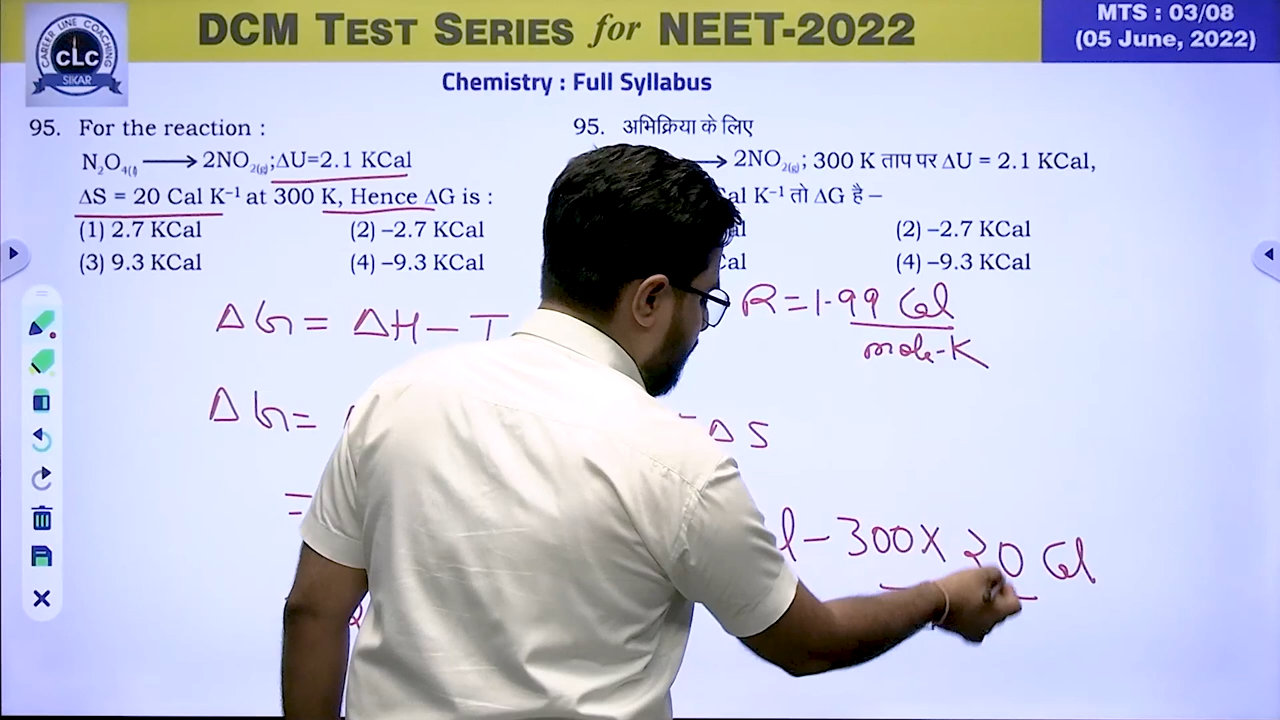 DCM TEST SERIES for NEET-2022
MTS : 03/08
(05 June, 2022)
CAREER LINE COACHING
CLC
SIKAR
Chemistry : Full Syllabus
95. For the reaction :
N₂O₄₍ₗ₎ ⟶ 2NO₂₍g₎; ΔU=2.1 KCal
ΔS = 20 Cal K⁻¹ at 300 K, Hence ΔG is :
(1) 2.7 KCal (2) –2.7 KCal
(3) 9.3 KCal (4) –9.3 KCal
95. अभिक्रिया के लिए
⟶ 2NO₂₍g₎; 300 K ताप पर ΔU = 2.1 KCal,
K⁻¹ तो ΔG है –
(2) –2.7 KCal
(4) –9.3 KCal
ΔG = ΔH – T
R = 1.99 Cal
mole-K
ΔG =
ΔS
=
– 300 × 20 Cal